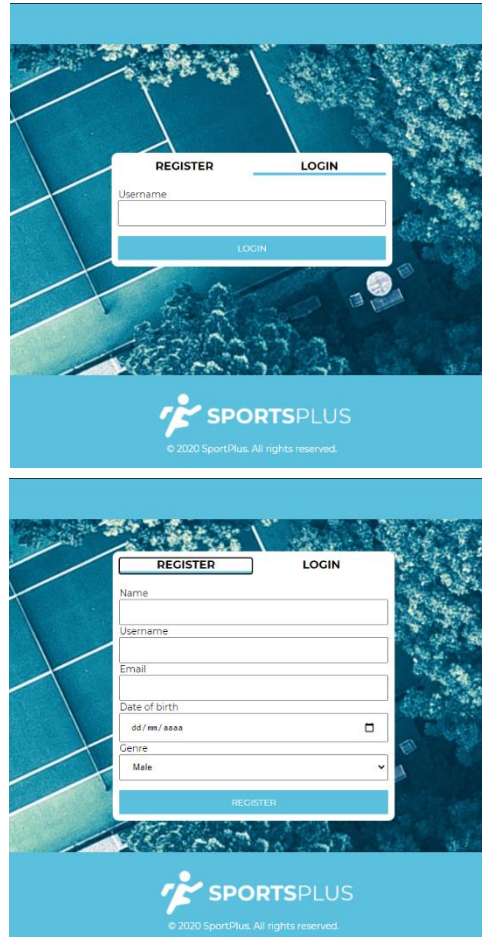 REGISTER LOGIN
Username
LOGIN
SPORTSPLUS
© 2020 SportPlus. All rights reserved.
REGISTER LOGIN
Name
Username
Email
Date of birth
dd/mm/aaaa
Genre
Male
REGISTER
SPORTSPLUS
© 2020 SportPlus. All rights reserved.